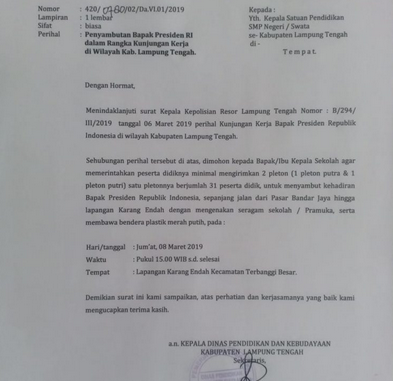 Nomor : 420/ 0280/02/Da.VI.01/2019
Kepada :
Lampiran : 1 lembar
Yth. Kepala Satuan Pendidikan
Sifat : biasa
SMP Negeri / Swata
Perihal : Penyambutan Bapak Presiden RI
se- Kabupaten Lampung Tengah
dalam Rangka Kunjungan Kerja
di -
di Wilayah Kab. Lampung Tengah.
T e m p a t.
Dengan Hormat,
Menindaklanjuti surat Kepala Kepolisian Resor Lampung Tengah Nomor : B/294/
III/2019 tanggal 06 Maret 2019 perihal Kunjungan Kerja Bapak Presiden Republik
Indonesia di wilayah Kabupaten Lampung Tengah.
Sehubungan perihal tersebut di atas, dimohon kepada Bapak/Ibu Kepala Sekolah agar
memerintahkan peserta didiknya minimal mengirimkan 2 pleton (1 pleton putra & 1
pleton putri) satu pletonnya berjumlah 31 peserta didik, untuk menyambut kehadiran
Bapak Presiden Republik Indonesia, sepanjang jalan dari Pasar Bandar Jaya hingga
lapangan Karang Endah dengan mengenakan seragam sekolah / Pramuka, serta
membawa bendera plastik merah putih, pada :
Hari/tanggal : Jum'at, 08 Maret 2019
Waktu : Pukul 15.00 WIB s.d. selesai
Tempat : Lapangan Karang Endah Kecamatan Terbanggi Besar.
Demikian surat ini kami sampaikan, atas perhatian dan kerjasamanya yang baik kami
mengucapkan terima kasih.
a.n. KEPALA DINAS PENDIDIKAN DAN KEBUDAYAAN
KABUPATEN LAMPUNG TENGAH
Sekretaris,